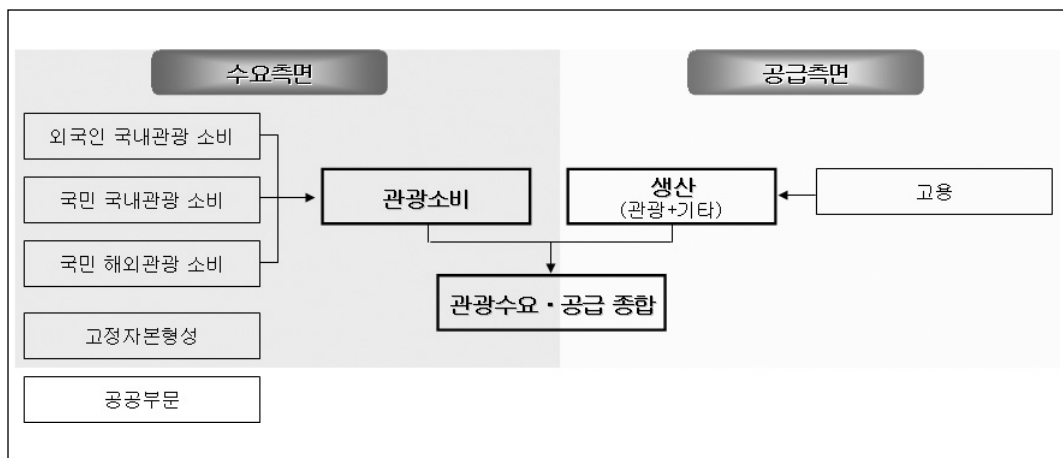 수요측면
공급측면
외국인 국내관광 소비
국민 국내관광 소비
국민 해외관광 소비
고정자본형성
공공부문
관광소비
생산
(관광+기타)
고용
관광수요・공급 종합